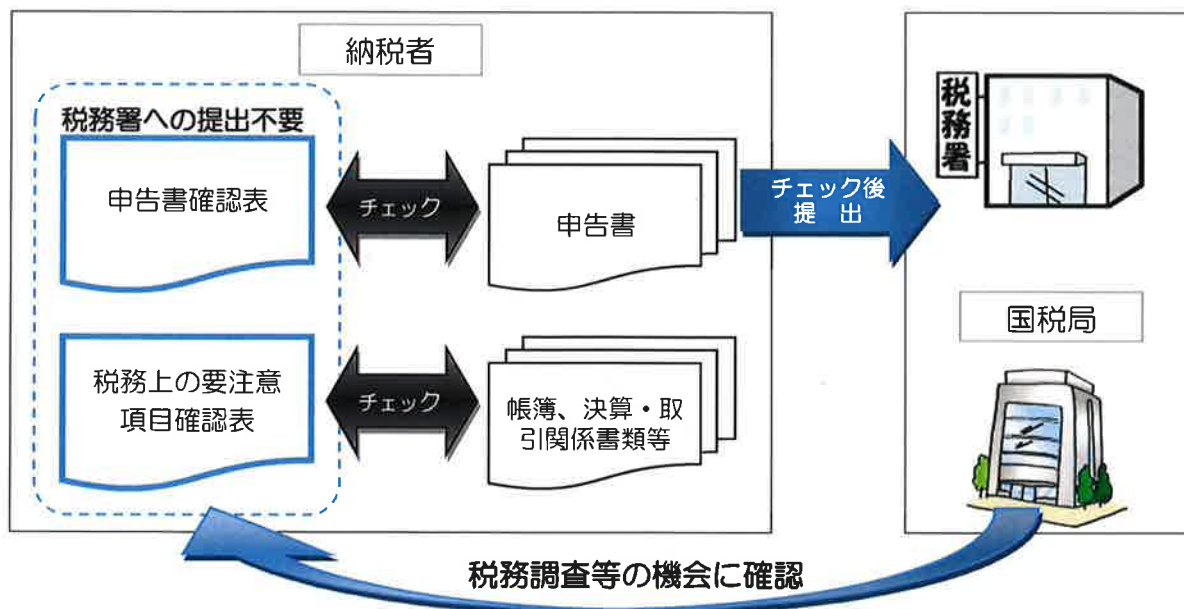 納税者
税務署への提出不要
申告書確認表
チェック
申告書
チェック後
提 出
税務署
税務上の要注意
項目確認表
チェック
帳簿、決算・取
引関係書類等
国税局
税務調査等の機会に確認